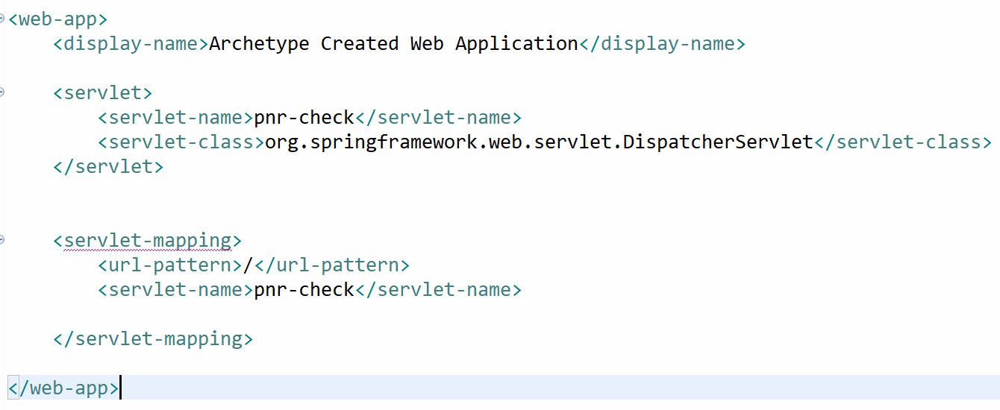 <web-app>
<display-name>Archetype Created Web Application</display-name>
<servlet>
<servlet-name>pnr-check</servlet-name>
<servlet-class>org.springframework.web.servlet.DispatcherServlet</servlet-class>
</servlet>
<servlet-mapping>
<url-pattern>/</url-pattern>
<servlet-name>pnr-check</servlet-name>
</servlet-mapping>
</web-app>